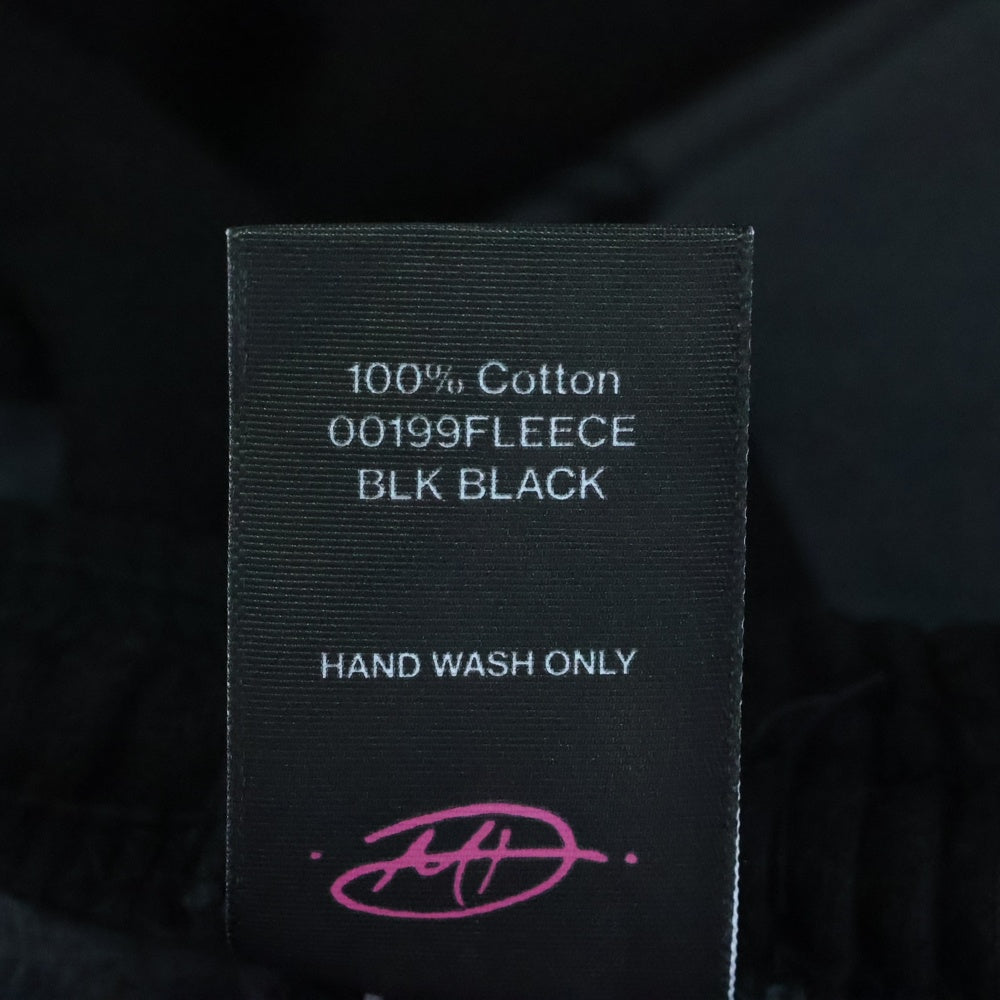 100% Cotton
00199FLEECE
BLK BLACK
HAND WASH ONLY